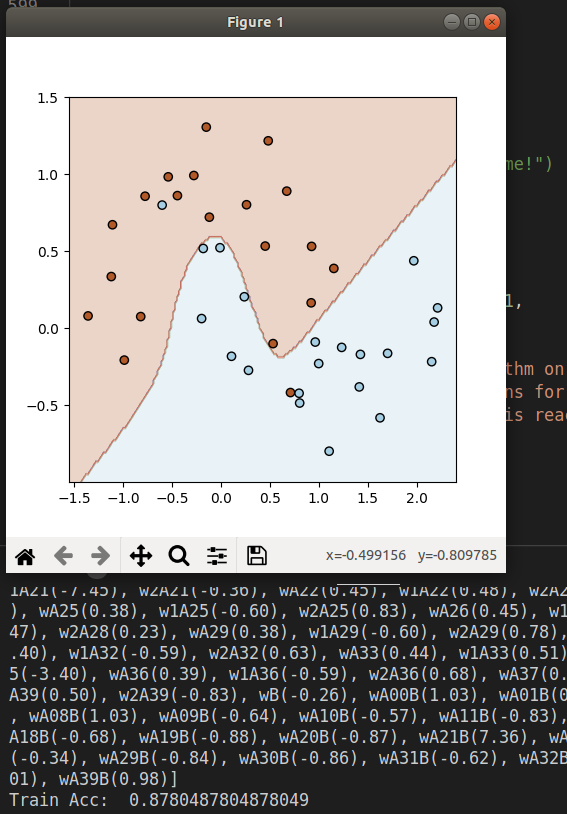 599
Figure 1
me!")
1.5
1.0
0.5
0.0
−0.5
−1.5 −1.0 −0.5 0.0 0.5 1.0 1.5 2.0
1,
thm on
ns for
is rea
x=-0.499156 y=-0.809785
1A21(-7.45), w2A21(-0.36), wA22(0.45), w1A22(0.48), w2A2
), wA25(0.38), w1A25(-0.60), w2A25(0.83), wA26(0.45), w1
47), w2A28(0.23), wA29(0.38), w1A29(-0.60), w2A29(0.78),
.40), w1A32(-0.59), w2A32(0.63), wA33(0.44), w1A33(0.51)
5(-3.40), wA36(0.39), w1A36(-0.59), w2A36(0.68), wA37(0.
A39(0.50), w2A39(-0.83), wB(-0.26), wA00B(1.03), wA01B(0
, wA08B(1.03), wA09B(-0.64), wA10B(-0.57), wA11B(-0.83),
A18B(-0.68), wA19B(-0.88), wA20B(-0.87), wA21B(7.36), wA
(-0.34), wA29B(-0.84), wA30B(-0.86), wA31B(-0.62), wA32B
01), wA39B(0.98)]
Train Acc: 0.8780487804878049